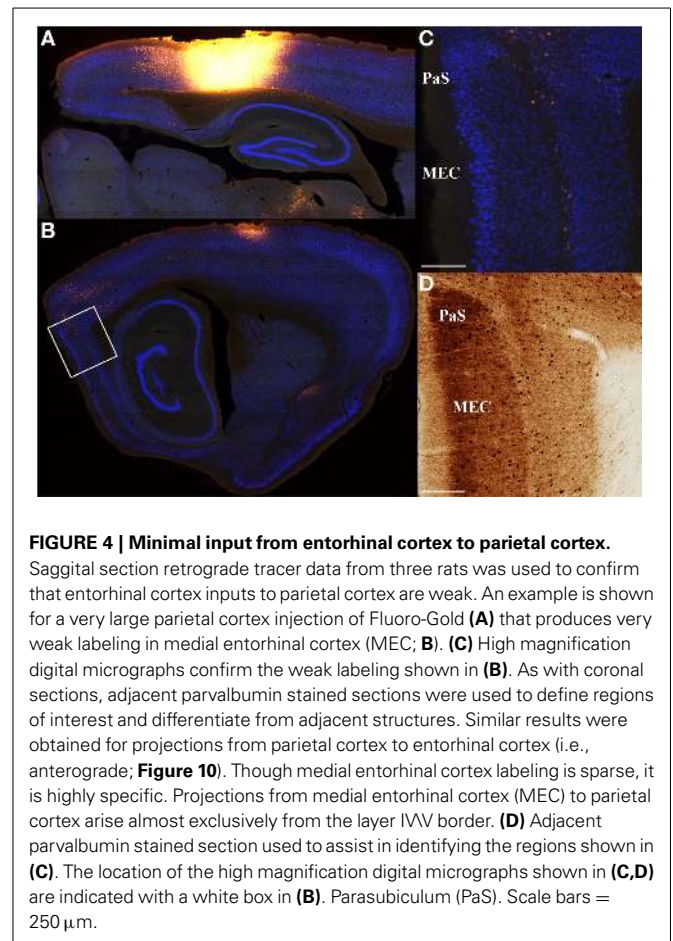 A
C
PaS
MEC
B
D
PaS
MEC
FIGURE 4 | Minimal input from entorhinal cortex to parietal cortex.
Saggital section retrograde tracer data from three rats was used to confirm
that entorhinal cortex inputs to parietal cortex are weak. An example is shown
for a very large parietal cortex injection of Fluoro-Gold (A) that produces very
weak labeling in medial entorhinal cortex (MEC; B). (C) High magnification
digital micrographs confirm the weak labeling shown in (B). As with coronal
sections, adjacent parvalbumin stained sections were used to define regions
of interest and differentiate from adjacent structures. Similar results were
obtained for projections from parietal cortex to entorhinal cortex (i.e.,
anterograde; Figure 10). Though medial entorhinal cortex labeling is sparse, it
is highly specific. Projections from medial entorhinal cortex (MEC) to parietal
cortex arise almost exclusively from the layer IV\V border. (D) Adjacent
parvalbumin stained section used to assist in identifying the regions shown in
(C). The location of the high magnification digital micrographs shown in (C,D)
are indicated with a white box in (B). Parasubiculum (PaS). Scale bars =
250 μm.